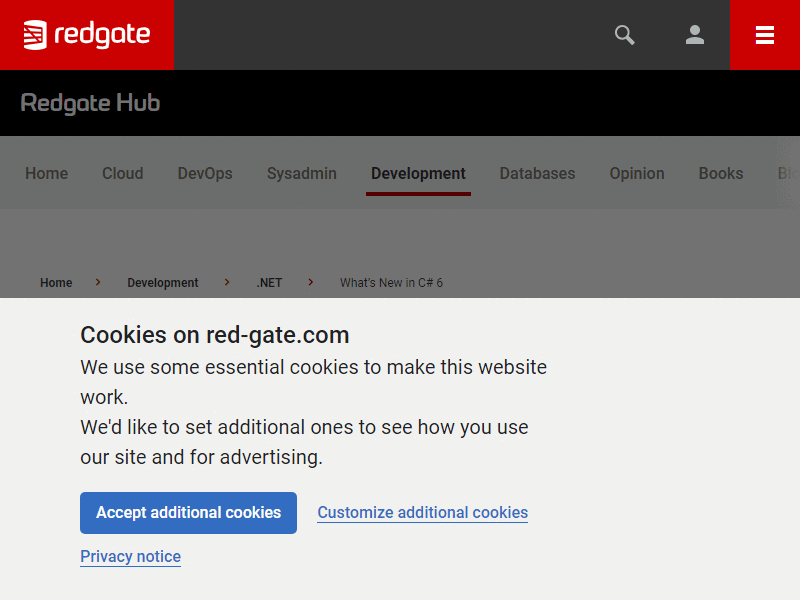 redgate
Redgate Hub
Home Cloud DevOps Sysadmin Development Databases Opinion Books
Home > Development > .NET > What's New in C# 6
Cookies on red-gate.com
We use some essential cookies to make this website
work.
We'd like to set additional ones to see how you use
our site and for advertising.
Accept additional cookies Customize additional cookies
Privacy notice